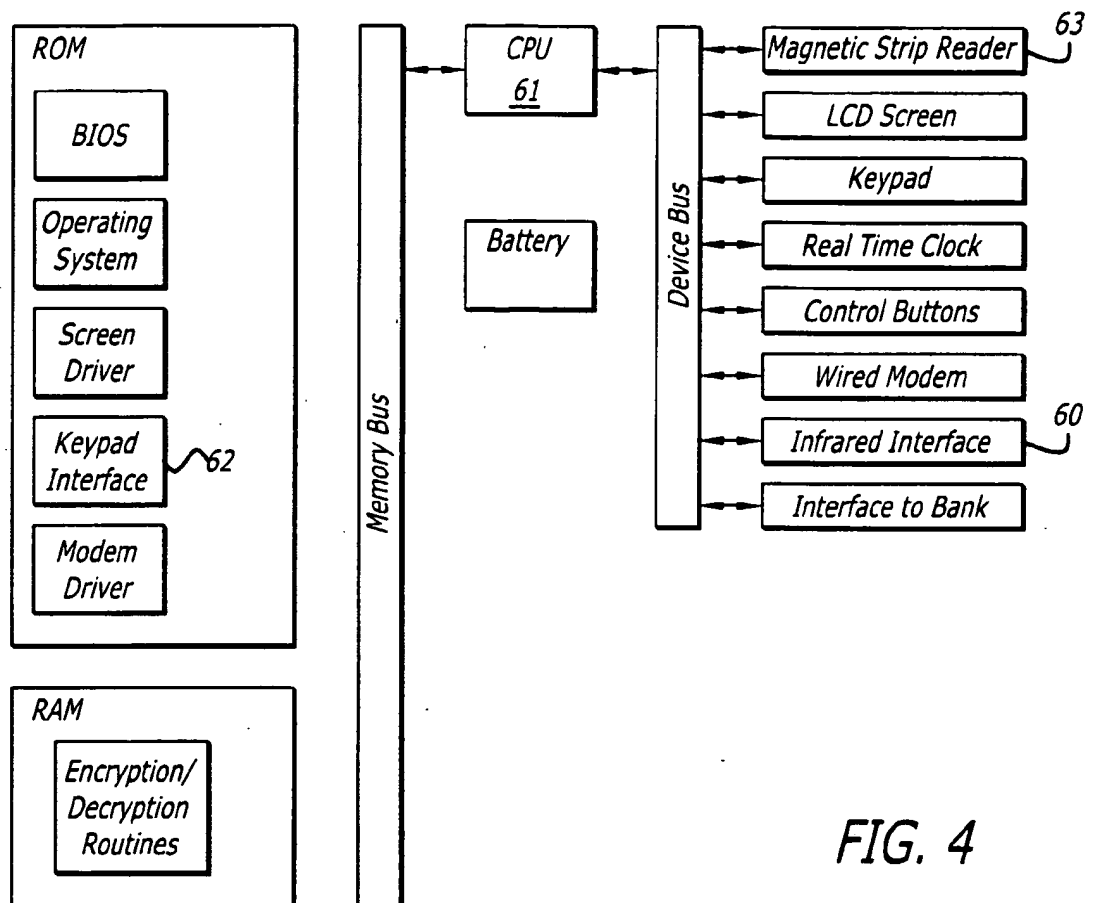 ROM
BIOS
Operating
System
Screen
Driver
Keypad
Interface
62
Modem
Driver
RAM
Encryption/
Decryption
Routines
Memory Bus
CPU
61
Battery
Device Bus
Magnetic Strip Reader
63
LCD Screen
Keypad
Real Time Clock
Control Buttons
Wired Modem
Infrared Interface
60
Interface to Bank
FIG. 4